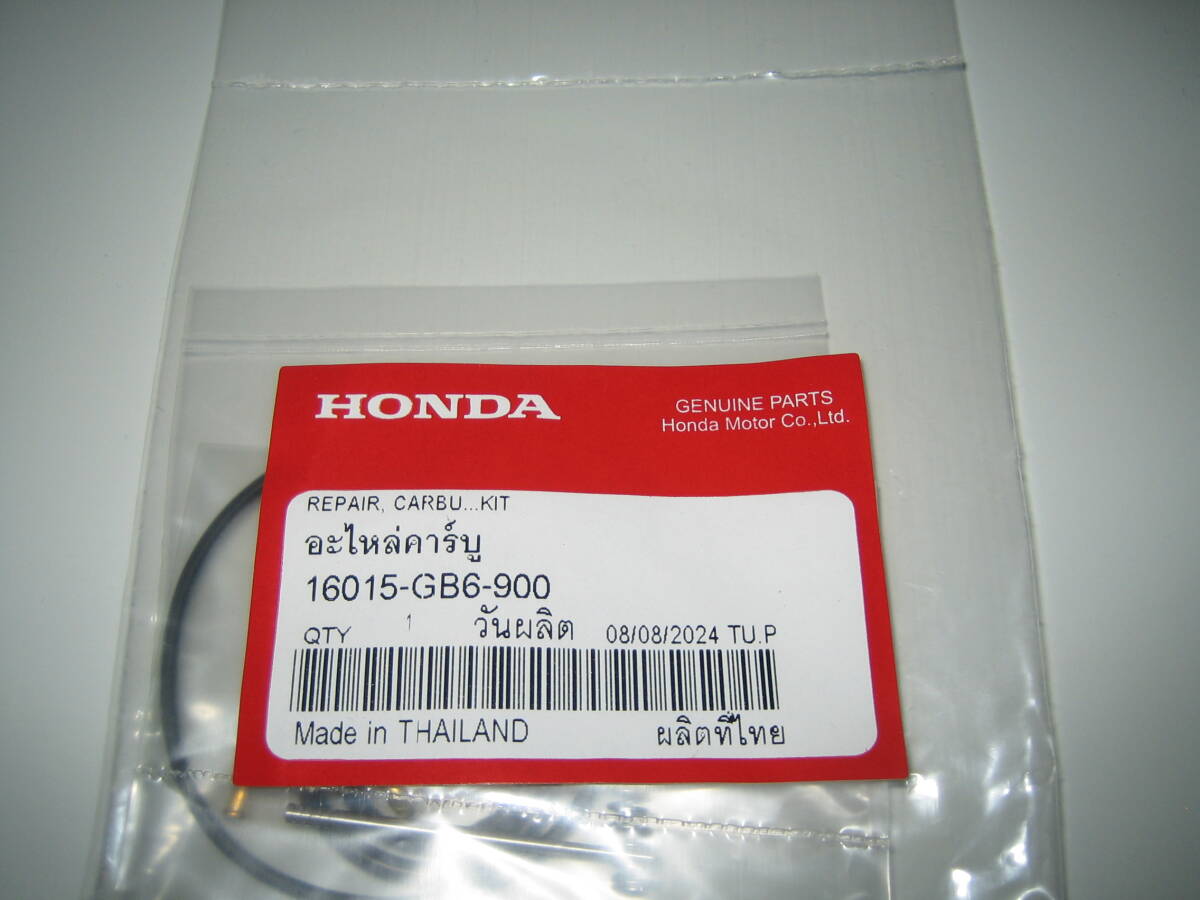 HONDA
GENUINE PARTS
Honda Motor Co.,Ltd.
REPAIR, CARBU...KIT
อะไหล่คาร์บู
16015-GB6-900
QTY 1 วันผลิต 08/08/2024 TU.P
Made in THAILAND ผลิตที่ไทย